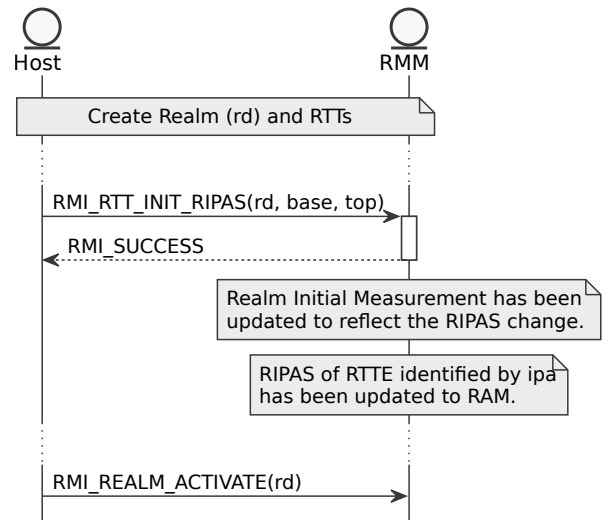 Host
RMM
Create Realm (rd) and RTTs
RMI_RTT_INIT_RIPAS(rd, base, top)
RMI_SUCCESS
Realm Initial Measurement has been
updated to reflect the RIPAS change.
RIPAS of RTTE identified by ipa
has been updated to RAM.
RMI_REALM_ACTIVATE(rd)